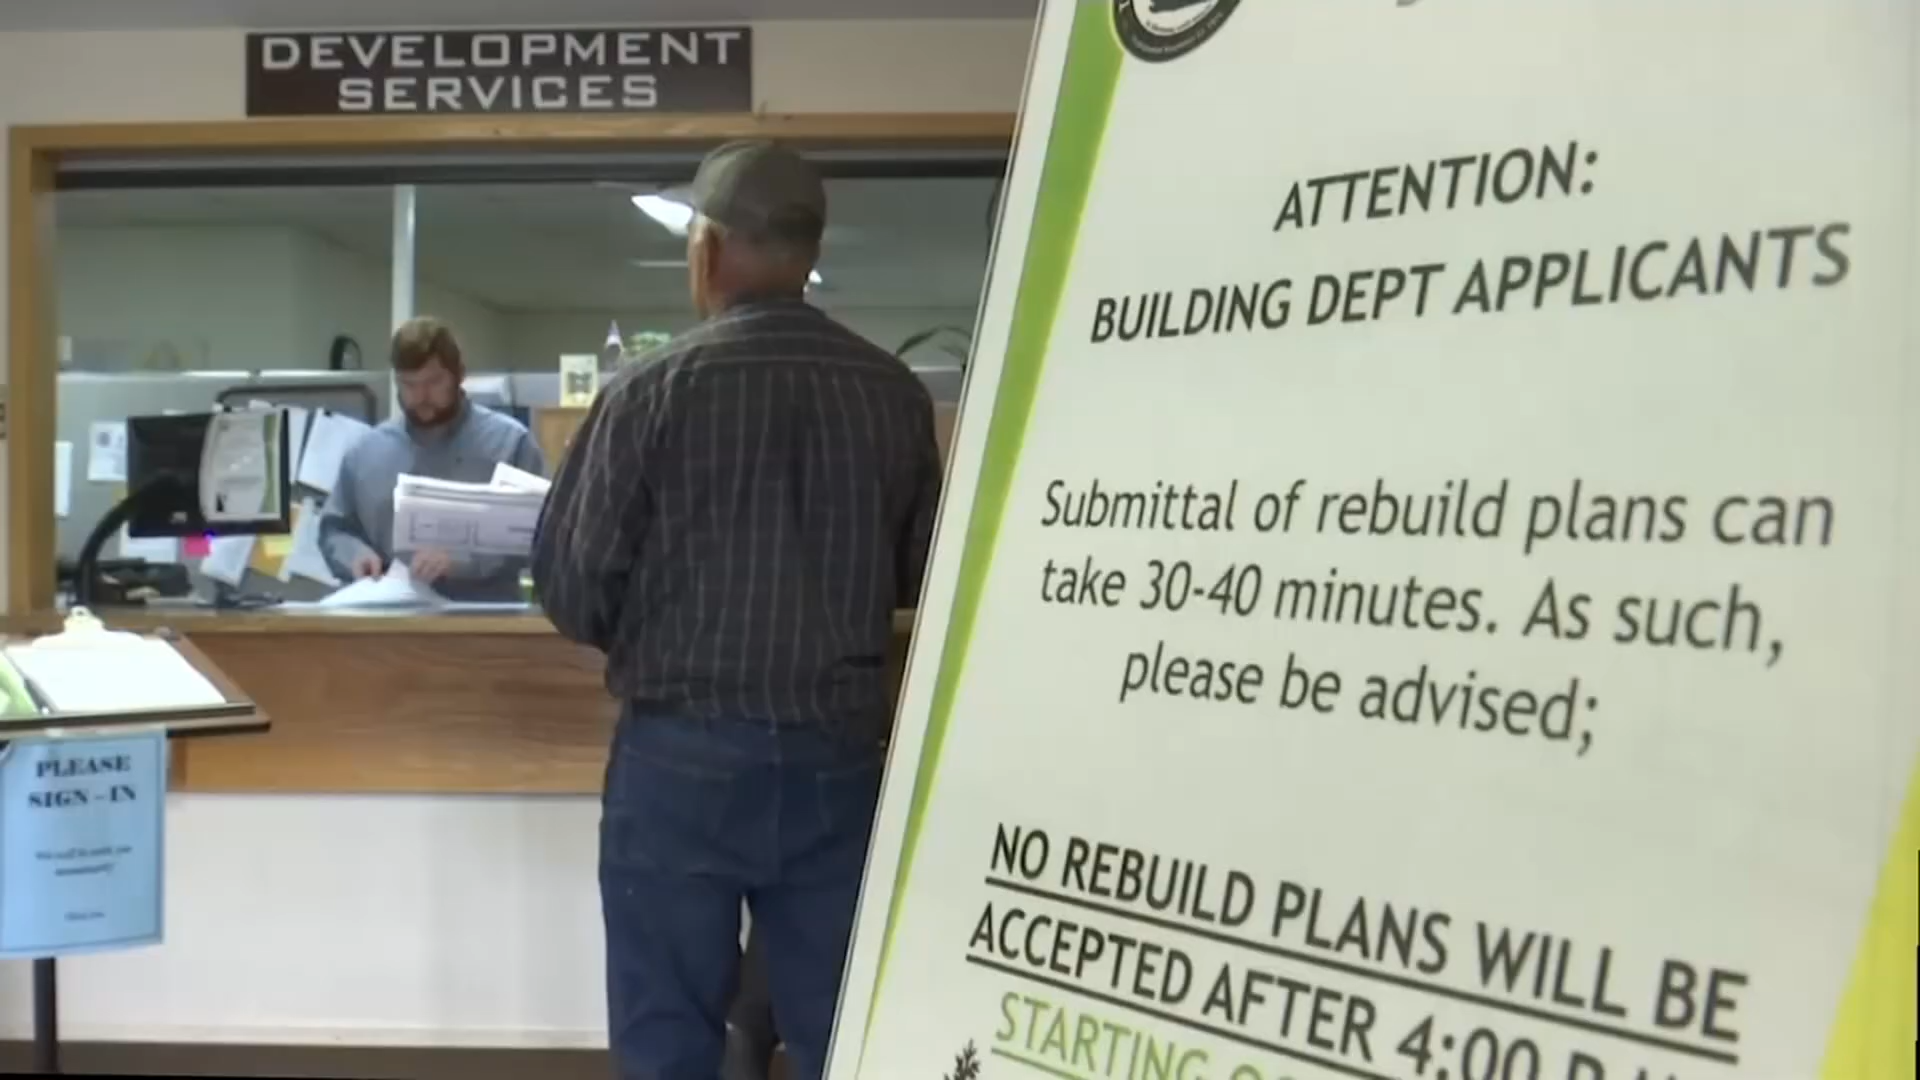 DEVELOPMENT
SERVICES
ATTENTION:
BUILDING DEPT APPLICANTS
Submittal of rebuild plans can
take 30-40 minutes. As such,
please be advised;
NO REBUILD PLANS WILL BE
ACCEPTED AFTER 4:00
STARTING
PLEASE
SIGN-IN